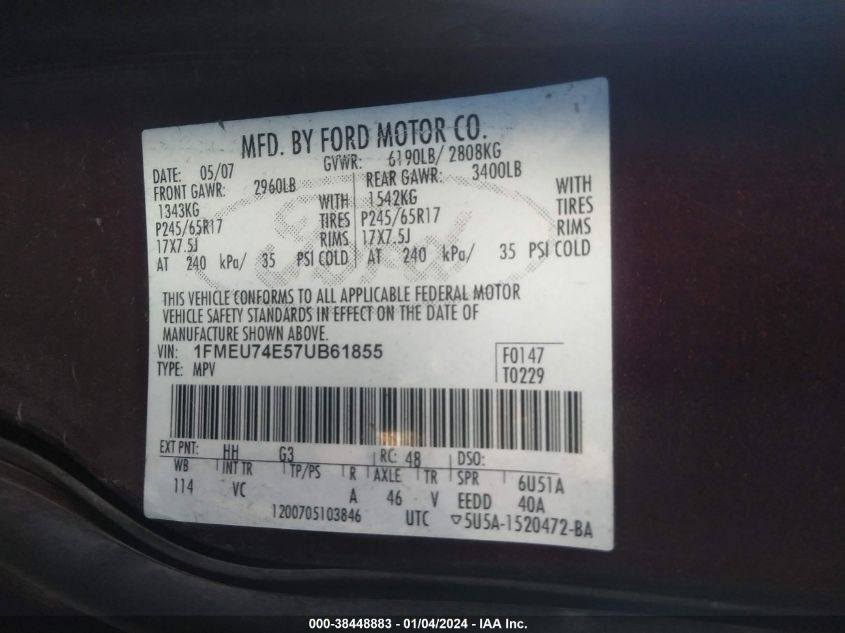 MFD. BY FORD MOTOR CO.
DATE: 05/07 GVWR: 6190LB/ 2808KG
FRONT GAWR: 2960LB REAR GAWR: 3400LB
1343KG WITH 1542KG WITH
P245/65R17 TIRES P245/65R17 TIRES
17X7.5J RIMS 17X7.5J RIMS
AT 240 kPa/ 35 PSI COLD AT 240 kPa/ 35 PSI COLD
Ford
THIS VEHICLE CONFORMS TO ALL APPLICABLE FEDERAL MOTOR
VEHICLE SAFETY STANDARDS IN EFFECT ON THE DATE OF
MANUFACTURE SHOWN ABOVE.
VIN: 1FMEU74E57UB61855 F0147
TYPE: MPV T0229
EXT PNT: HH G3 RC: 48 DSO:
WB INT TR TP/PS R AXLE TR SPR 6U51A
114 VC A 46 V EEDD 40A
1200705103846 UTC ▽5U5A-1520472-BA
000-38448883 - 01/04/2024 - IAA Inc.